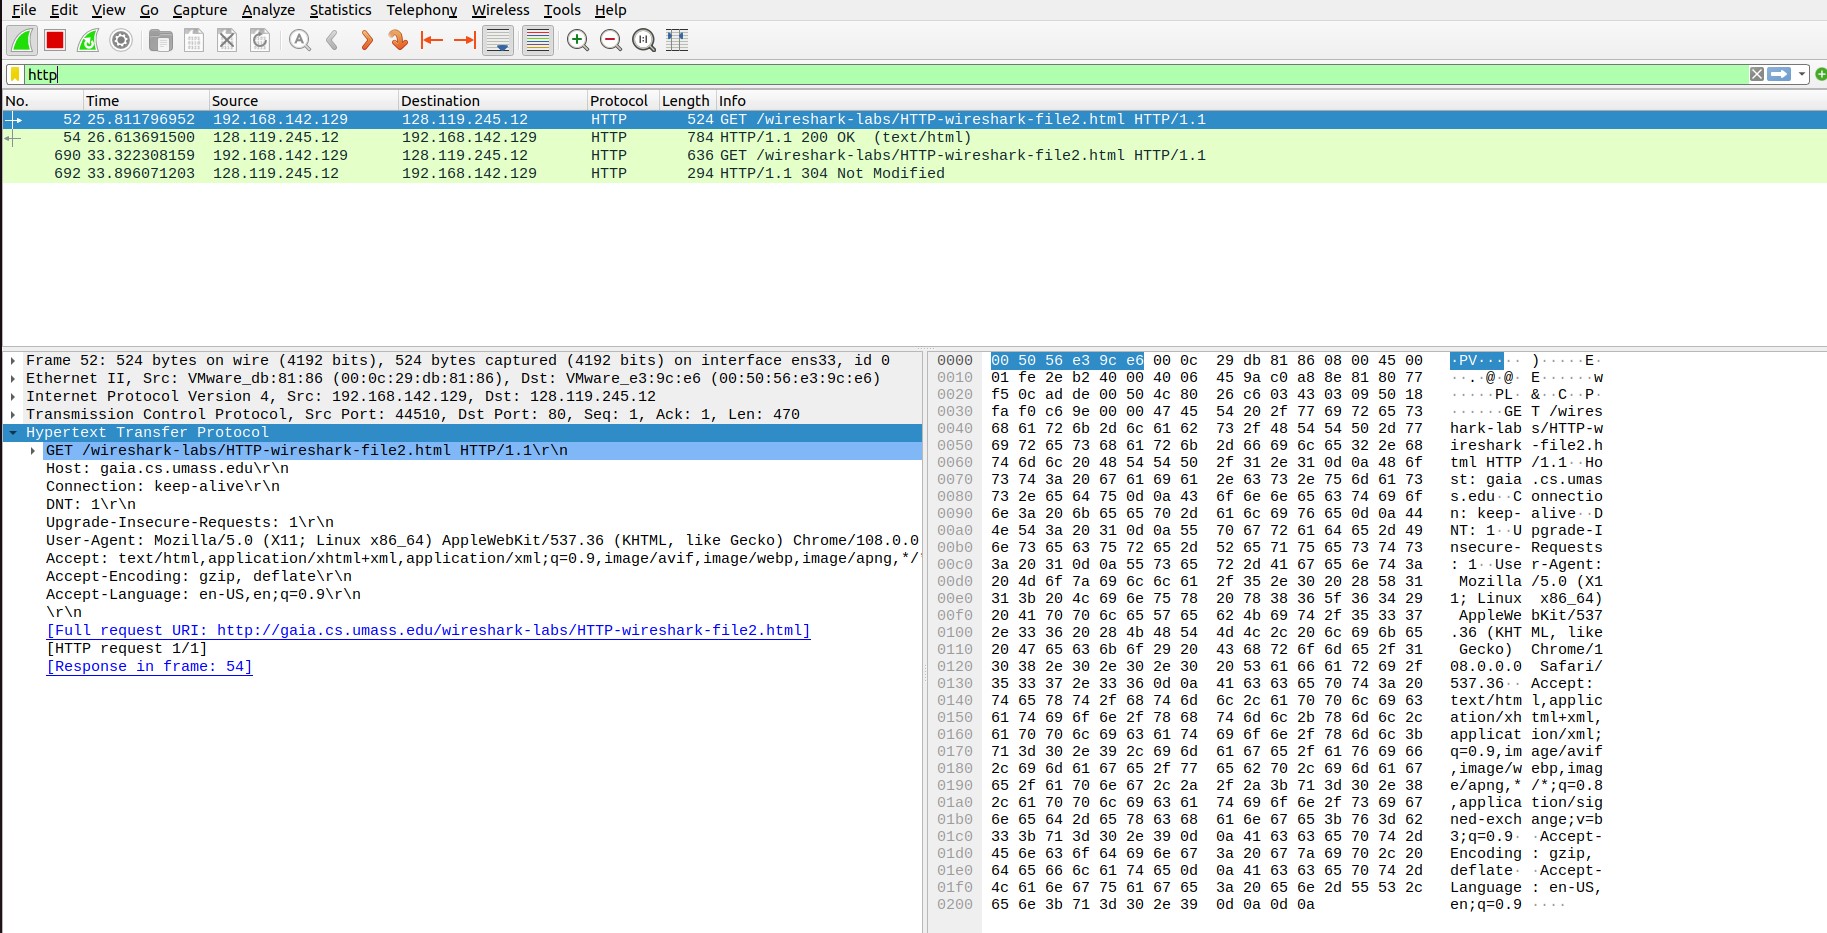 File Edit View Go Capture Analyze Statistics Telephony Wireless Tools Help
http
No. Time Source Destination Protocol Length Info
52 25.811796952 192.168.142.129 128.119.245.12 HTTP 524 GET /wireshark-labs/HTTP-wireshark-file2.html HTTP/1.1
54 26.613691500 128.119.245.12 192.168.142.129 HTTP 784 HTTP/1.1 200 OK (text/html)
690 33.322308159 192.168.142.129 128.119.245.12 HTTP 636 GET /wireshark-labs/HTTP-wireshark-file2.html HTTP/1.1
692 33.896071203 128.119.245.12 192.168.142.129 HTTP 294 HTTP/1.1 304 Not Modified
Frame 52: 524 bytes on wire (4192 bits), 524 bytes captured (4192 bits) on interface ens33, id 0
Ethernet II, Src: VMware_db:81:86 (00:0c:29:db:81:86), Dst: VMware_e3:9c:e6 (00:50:56:e3:9c:e6)
Internet Protocol Version 4, Src: 192.168.142.129, Dst: 128.119.245.12
Transmission Control Protocol, Src Port: 44510, Dst Port: 80, Seq: 1, Ack: 1, Len: 470
Hypertext Transfer Protocol
GET /wireshark-labs/HTTP-wireshark-file2.html HTTP/1.1\r\n
Host: gaia.cs.umass.edu\r\n
Connection: keep-alive\r\n
DNT: 1\r\n
Upgrade-Insecure-Requests: 1\r\n
User-Agent: Mozilla/5.0 (X11; Linux x86_64) AppleWebKit/537.36 (KHTML, like Gecko) Chrome/108.0.0
Accept: text/html,application/xhtml+xml,application/xml;q=0.9,image/avif,image/webp,image/apng,*/
Accept-Encoding: gzip, deflate\r\n
Accept-Language: en-US,en;q=0.9\r\n
\r\n
[Full request URI: http://gaia.cs.umass.edu/wireshark-labs/HTTP-wireshark-file2.html]
[HTTP request 1/1]
[Response in frame: 54]
0000 00 50 56 e3 9c e6 00 0c 29 db 81 86 08 00 45 00 ·PV····· )·····E·
0010 01 fe 2e b2 40 00 40 06 45 9a c0 a8 8e 81 80 77 ··.·@·@· E······w
0020 f5 0c ad de 00 50 4c 80 26 c6 03 43 03 09 50 18 ·····PL· &··C··P·
0030 fa f0 c6 9e 00 00 47 45 54 20 2f 77 69 72 65 73 ······GE T /wires
0040 68 61 72 6b 2d 6c 61 62 73 2f 48 54 54 50 2d 77 hark-lab s/HTTP-w
0050 69 72 65 73 68 61 72 6b 2d 66 69 6c 65 32 2e 68 ireshark -file2.h
0060 74 6d 6c 20 48 54 54 50 2f 31 2e 31 0d 0a 48 6f tml HTTP /1.1··Ho
0070 73 74 3a 20 67 61 69 61 2e 63 73 2e 75 6d 61 73 st: gaia .cs.umas
0080 73 2e 65 64 75 0d 0a 43 6f 6e 6e 65 63 74 69 6f s.edu··C onnectio
0090 6e 3a 20 6b 65 65 70 2d 61 6c 69 76 65 0d 0a 44 n: keep- alive··D
00a0 4e 54 3a 20 31 0d 0a 55 70 67 72 61 64 65 2d 49 NT: 1··U pgrade-I
00b0 6e 73 65 63 75 72 65 2d 52 65 71 75 65 73 74 73 nsecure- Requests
00c0 3a 20 31 0d 0a 55 73 65 72 2d 41 67 65 6e 74 3a : 1··Use r-Agent:
00d0 20 4d 6f 7a 69 6c 6c 61 2f 35 2e 30 20 28 58 31 Mozilla /5.0 (X1
00e0 31 3b 20 4c 69 6e 75 78 20 78 38 36 5f 36 34 29 1; Linux x86_64)
00f0 20 41 70 70 6c 65 57 65 62 4b 69 74 2f 35 33 37 AppleWe bKit/537
0100 2e 33 36 20 28 4b 48 54 4d 4c 2c 20 6c 69 6b 65 .36 (KHT ML, like
0110 20 47 65 63 6b 6f 29 20 43 68 72 6f 6d 65 2f 31 Gecko) Chrome/1
0120 30 38 2e 30 2e 30 2e 30 20 53 61 66 61 72 69 2f 08.0.0.0 Safari/
0130 35 33 37 2e 33 36 0d 0a 41 63 63 65 70 74 3a 20 537.36·· Accept:
0140 74 65 78 74 2f 68 74 6d 6c 2c 61 70 70 6c 69 63 text/htm l,applic
0150 61 74 69 6f 6e 2f 78 68 74 6d 6c 2b 78 6d 6c 2c ation/xh tml+xml,
0160 61 70 70 6c 69 63 61 74 69 6f 6e 2f 78 6d 6c 3b applicat ion/xml;
0170 71 3d 30 2e 39 2c 69 6d 61 67 65 2f 61 76 69 66 q=0.9,im age/avif
0180 2c 69 6d 61 67 65 2f 77 65 62 70 2c 69 6d 61 67 ,image/w ebp,imag
0190 65 2f 61 70 6e 67 2c 2a 2f 2a 3b 71 3d 30 2e 38 e/apng,* /*;q=0.8
01a0 2c 61 70 70 6c 69 63 61 74 69 6f 6e 2f 73 69 67 ,applica tion/sig
01b0 6e 65 64 2d 65 78 63 68 61 6e 67 65 3b 76 3d 62 ned-exch ange;v=b
01c0 33 3b 71 3d 30 2e 39 0d 0a 41 63 63 65 70 74 2d 3;q=0.9· ·Accept-
01d0 45 6e 63 6f 64 69 6e 67 3a 20 67 7a 69 70 2c 20 Encoding : gzip,
01e0 64 65 66 6c 61 74 65 0d 0a 41 63 63 65 70 74 2d deflate· ·Accept-
01f0 4c 61 6e 67 75 61 67 65 3a 20 65 6e 2d 55 53 2c Language : en-US,
0200 65 6e 3b 71 3d 30 2e 39 0d 0a 0d 0a en;q=0.9 ····